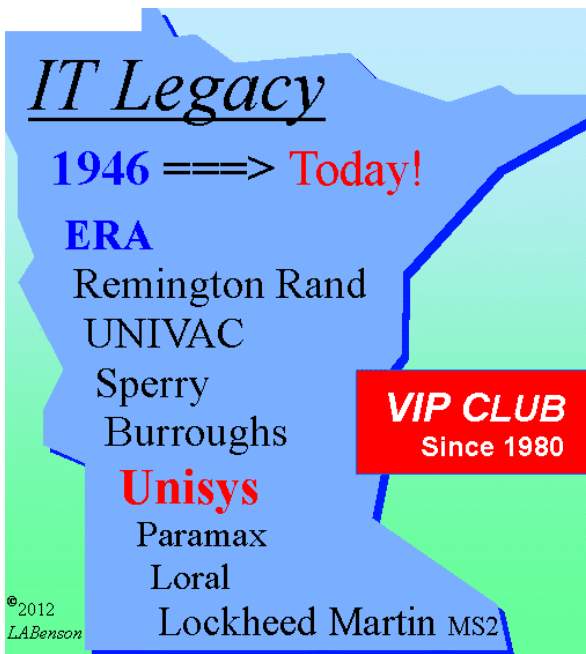 IT Legacy
1946 ===> Today!
ERA
Remington Rand
UNIVAC
Sperry
Burroughs
VIP CLUB
Since 1980
Unisys
Paramax
Loral
Lockheed Martin MS2
©2012
LABenson